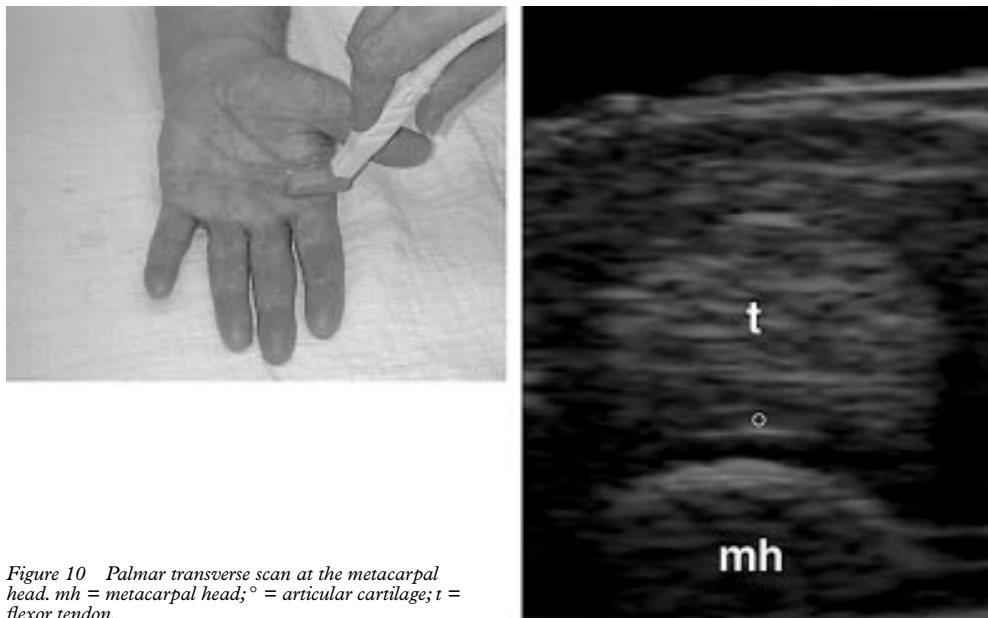 t
°
mh
Figure 10 Palmar transverse scan at the metacarpal
head. mh = metacarpal head; ° = articular cartilage; t =
flexor tendon.